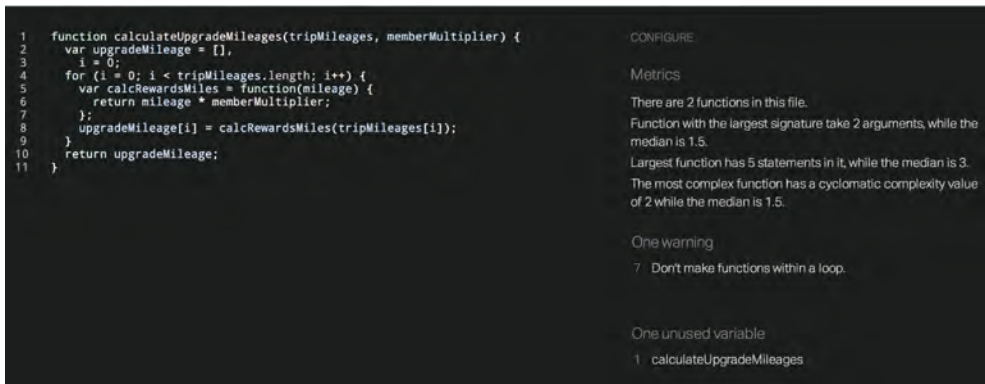 1 function calculateUpgradeMileages(tripMileages, memberMultiplier) {
2 var upgradeMileage = [],
3 i = 0;
4 for (i = 0; i < tripMileages.length; i++) {
5 var calcRewardsMiles = function(mileage) {
6 return mileage * memberMultiplier;
7 };
8 upgradeMileage[i] = calcRewardsMiles(tripMileages[i]);
9 }
10 return upgradeMileage;
11 }
CONFIGURE
Metrics
There are 2 functions in this file.
Function with the largest signature take 2 arguments, while the
median is 1.5.
Largest function has 5 statements in it, while the median is 3.
The most complex function has a cyclomatic complexity value
of 2 while the median is 1.5.
One warning
7 Don't make functions within a loop.
One unused variable
1 calculateUpgradeMileages